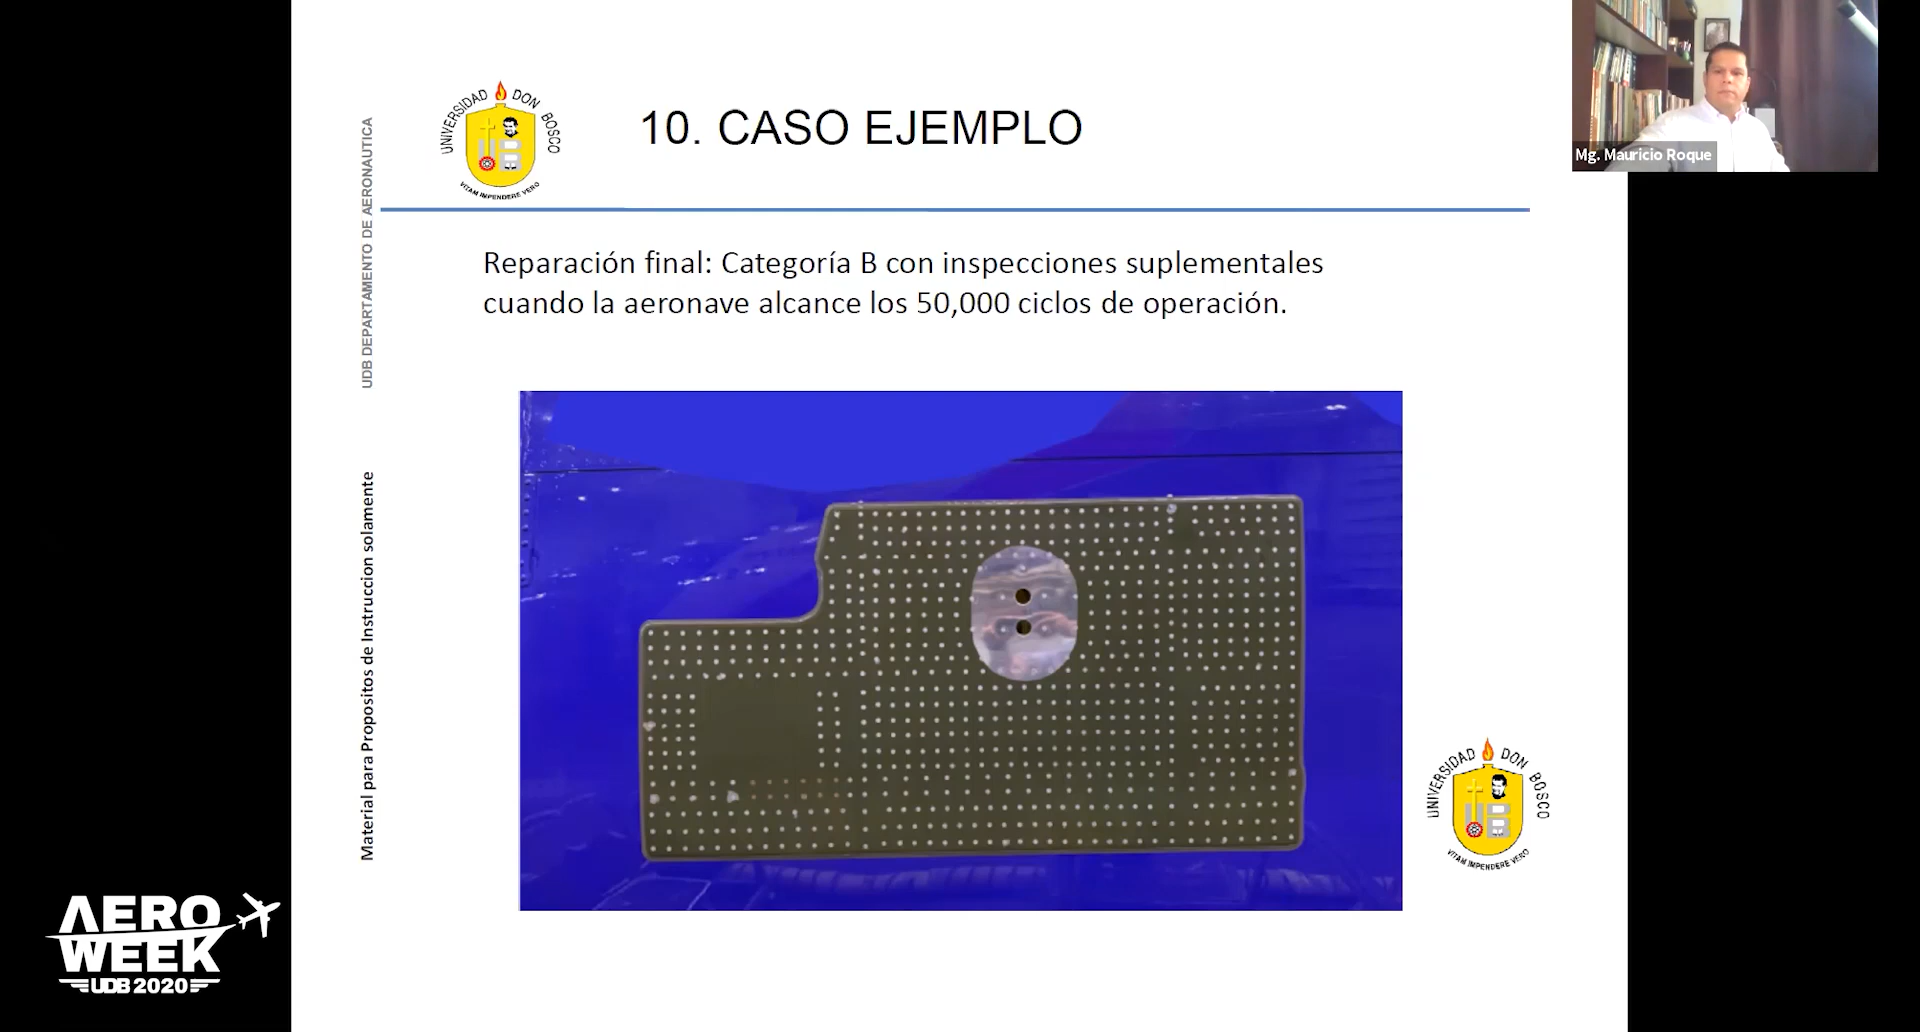 10. CASO EJEMPLO
Mg. Mauricio Roque
UNIVERSIDAD DON BOSCO
UDB
VITAM IMPENDERE VERO
UDB DEPARTAMENTO DE AERONAUTICA
Reparación final: Categoría B con inspecciones suplementales
cuando la aeronave alcance los 50,000 ciclos de operación.
Material para Propositos de Instruccion solamente
UNIVERSIDAD DON BOSCO
UDB
VITAM IMPENDERE VERO
AERO
WEEK
UDB 2020